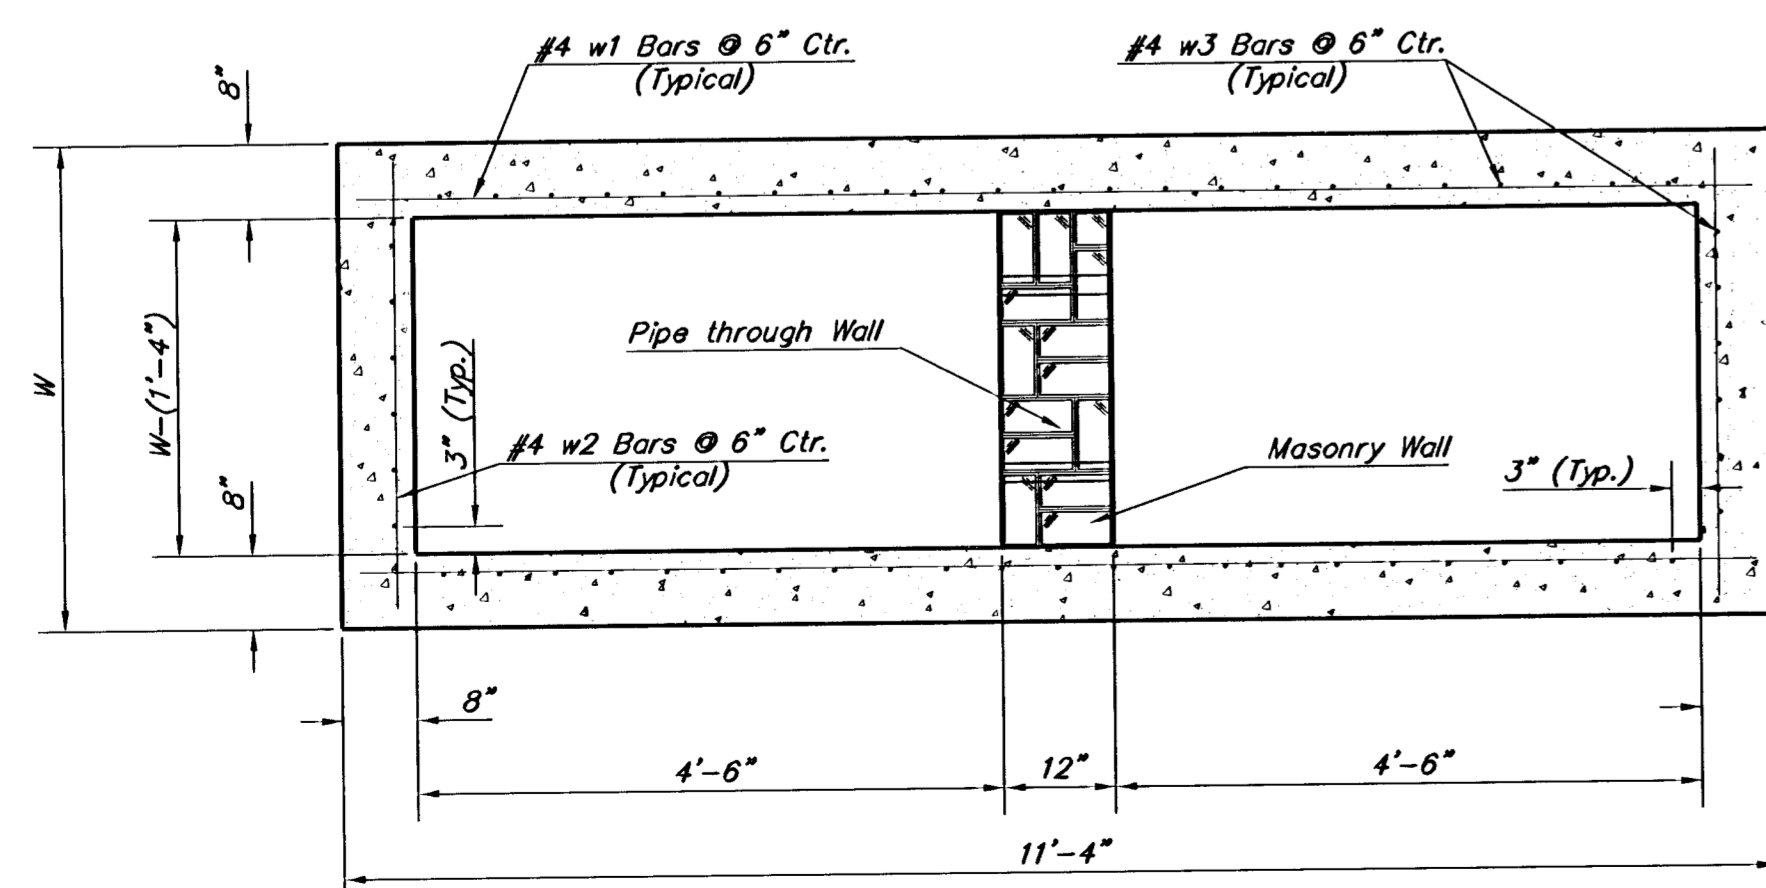 #4 w1 Bars @ 6" Ctr.
(Typical)
#4 w3 Bars @ 6" Ctr.
(Typical)
8"
W
W-(1'-4")
8"
3" (Typ.)
Pipe through Wall
#4 w2 Bars @ 6" Ctr.
(Typical)
Masonry Wall
3" (Typ.)
8"
4'-6"
12"
4'-6"
11'-4"